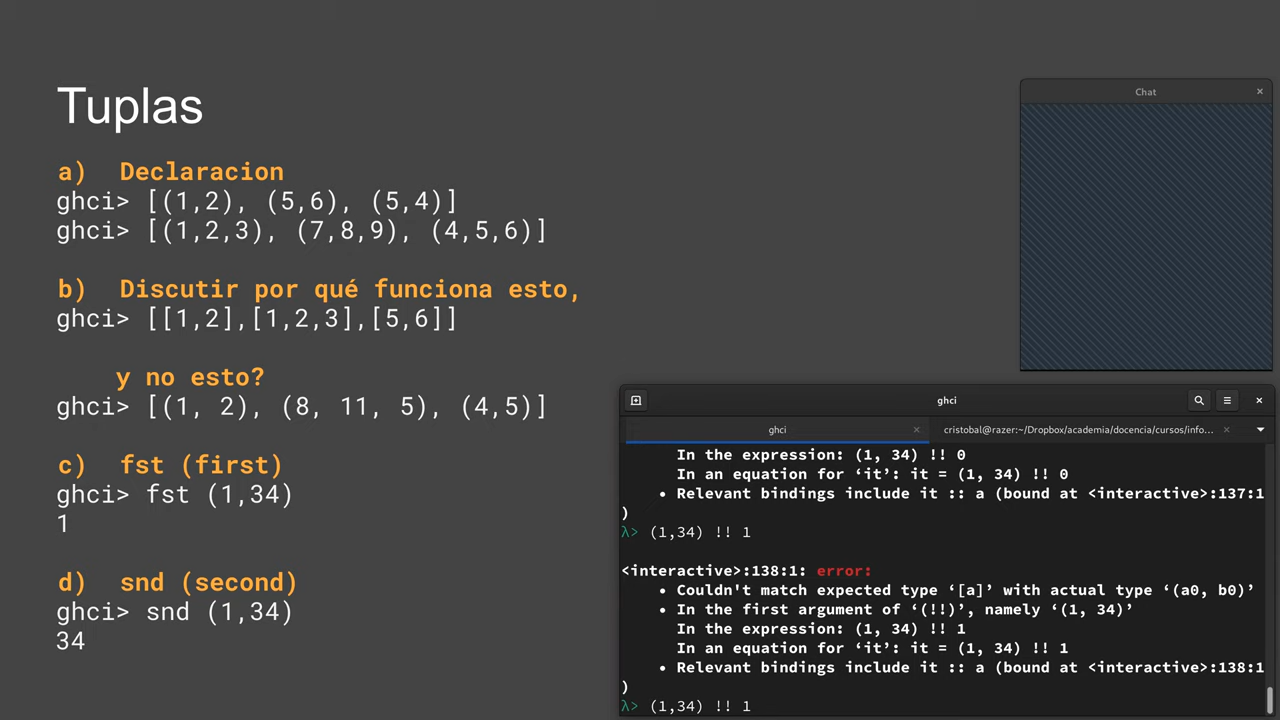 Tuplas
a) Declaracion
ghci> [(1,2), (5,6), (5,4)]
ghci> [(1,2,3), (7,8,9), (4,5,6)]
b) Discutir por qué funciona esto,
ghci> [[1,2],[1,2,3],[5,6]]
y no esto?
ghci> [(1, 2), (8, 11, 5), (4,5)]
c) fst (first)
ghci> fst (1,34)
1
d) snd (second)
ghci> snd (1,34)
34
Chat
ghci
ghci
cristobal@razer:~/Dropbox/academia/docencia/cursos/info...
In the expression: (1, 34) !! 0
In an equation for ‘it’: it = (1, 34) !! 0
• Relevant bindings include it :: a (bound at <interactive>:137:1
)
λ> (1,34) !! 1
<interactive>:138:1: error:
• Couldn't match expected type ‘[a]’ with actual type ‘(a0, b0)’
• In the first argument of ‘(!!)’, namely ‘(1, 34)’
In the expression: (1, 34) !! 1
In an equation for ‘it’: it = (1, 34) !! 1
• Relevant bindings include it :: a (bound at <interactive>:138:1
)
λ> (1,34) !! 1